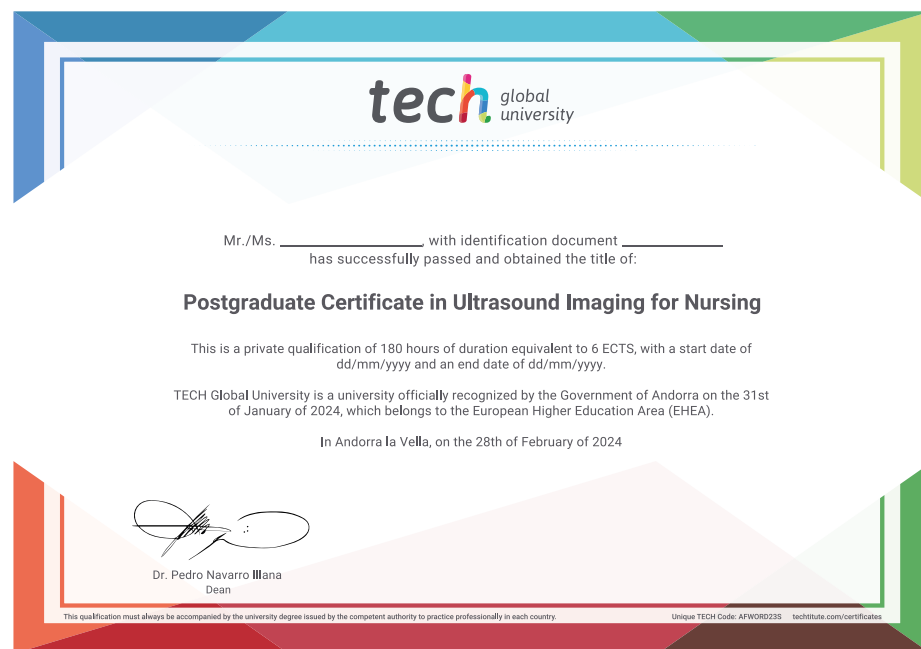 tech global university
Mr./Ms. ____________, with identification document ____________
has successfully passed and obtained the title of:
Postgraduate Certificate in Ultrasound Imaging for Nursing
This is a private qualification of 180 hours of duration equivalent to 6 ECTS, with a start date of
dd/mm/yyyy and an end date of dd/mm/yyyy.
TECH Global University is a university officially recognized by the Government of Andorra on the 31st
of January of 2024, which belongs to the European Higher Education Area (EHEA).
In Andorra la Vella, on the 28th of February of 2024
Dr. Pedro Navarro Illana
Dean
This qualification must always be accompanied by the university degree issued by the competent authority to practice professionally in each country.
Unique TECH Code: AFWORD23S techtitute.com/certificates